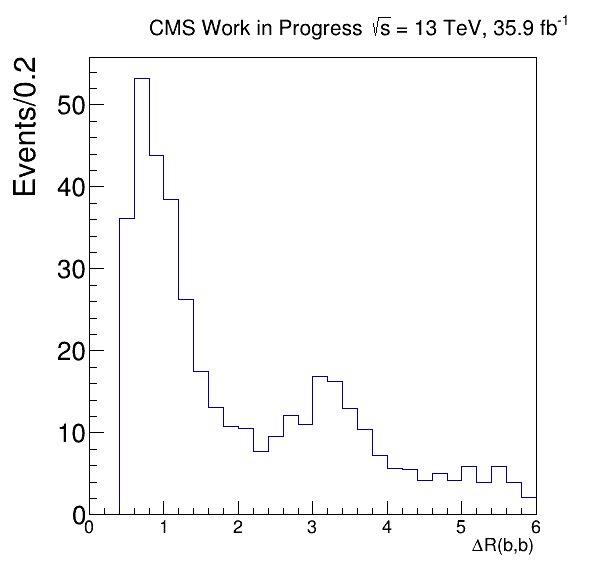 CMS Work in Progress √s = 13 TeV, 35.9 fb⁻¹
Events/0.2
50
40
30
20
10
0
0 1 2 3 4 5 6
ΔR(b,b)